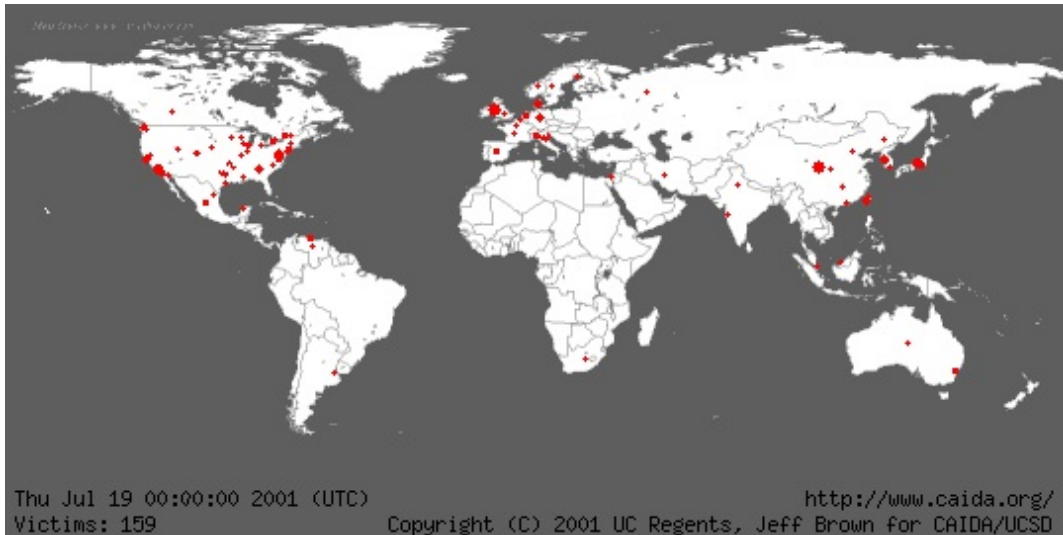 Thu Jul 19 00:00:00 2001 (UTC)
http://www.caida.org/
Victims: 159
Copyright (C) 2001 UC Regents, Jeff Brown for CAIDA/UCSD